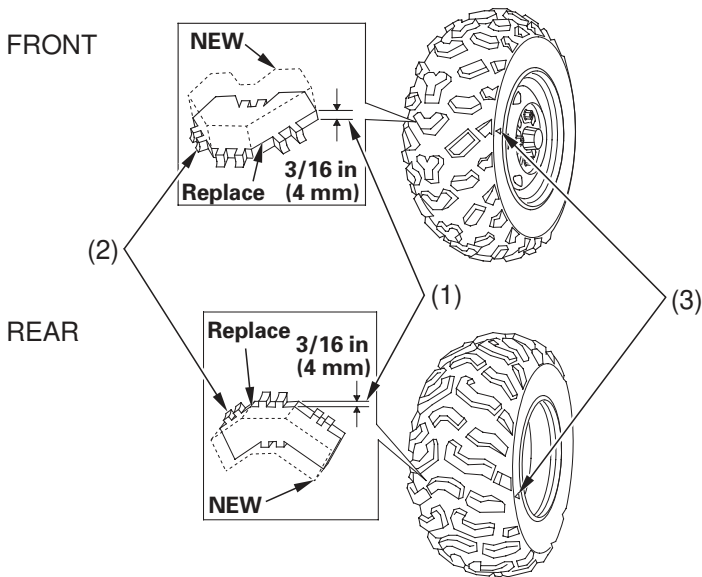 FRONT
NEW
Replace
3/16 in
(4 mm)
(2)
(1)
(3)
REAR
Replace
3/16 in
(4 mm)
NEW